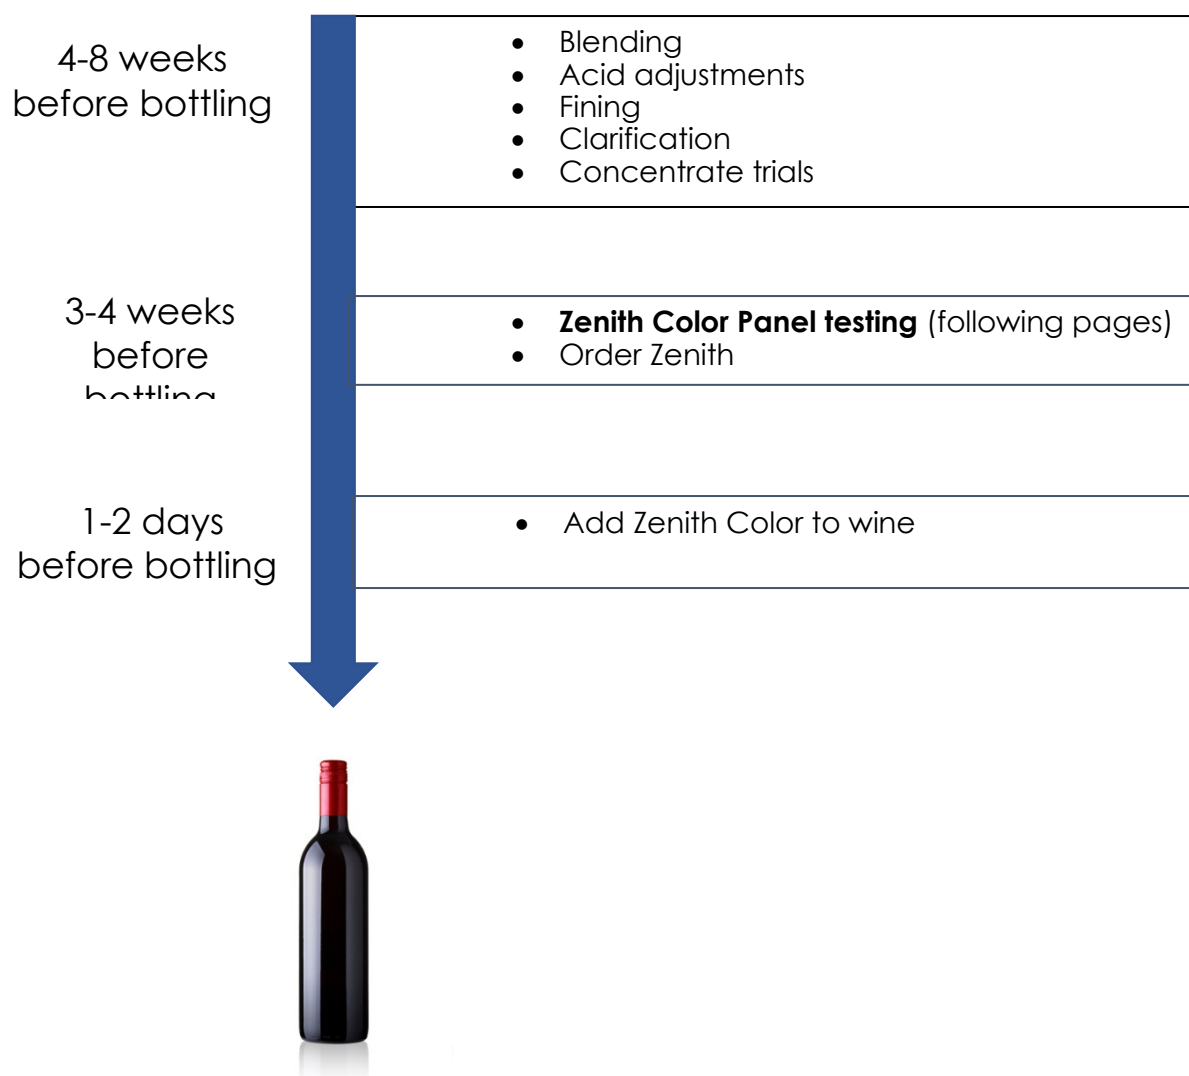 4-8 weeks
before bottling
• Blending
• Acid adjustments
• Fining
• Clarification
• Concentrate trials
3-4 weeks
before
bottling
• Zenith Color Panel testing (following pages)
• Order Zenith
1-2 days
before bottling
• Add Zenith Color to wine